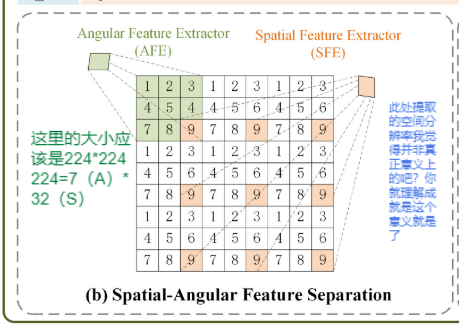 Angular Feature Extractor
(AFE)
Spatial Feature Extractor
(SFE)
1 2 3 1 2 3 1 2 3
4 5 4 4 5 6 4 5 6
7 8 9 7 8 9 7 8 9
1 2 3 1 2 3 1 2 3
4 5 6 4 5 6 4 5 6
7 8 9 7 8 9 7 8 9
1 2 3 1 2 3 1 2 3
4 5 6 4 5 6 4 5 6
7 8 9 7 8 9 7 8 9
这里的大小应
该是224*224
224=7（A）*
32（S）
此处提取
的空间分
辨率我觉
得并非真
正意义上
的吧？你
就理解成
就是这个
意义就是
了
(b) Spatial-Angular Feature Separation